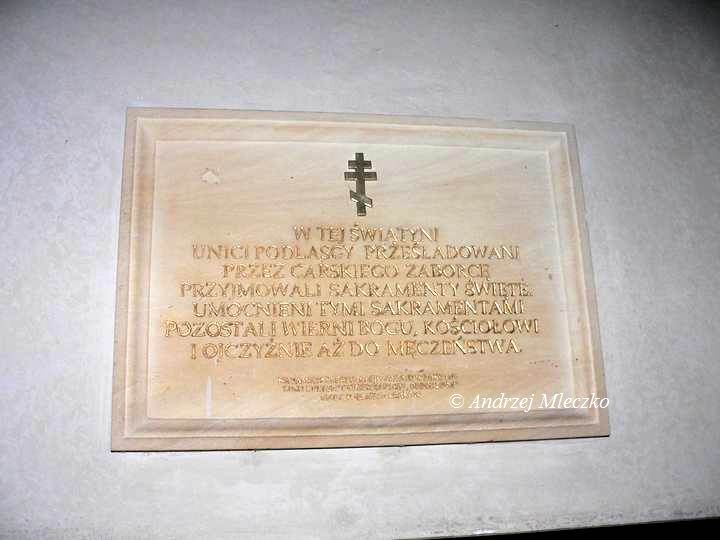 W TEJ ŚWIĄTYNI
UNICI PODLASCY PRZEŚLADOWANI
PRZEZ CARSKIEGO ZABORCĘ
PRZYJMOWALI SAKRAMENTY ŚWIĘTE.
UMOCNIENI TYMI SAKRAMENTAMI
POZOSTALI WIERNI BOGU, KOŚCIOŁOWI
I OJCZYŹNIE AŻ DO MĘCZEŃSTWA.
© Andrzej Mleczko